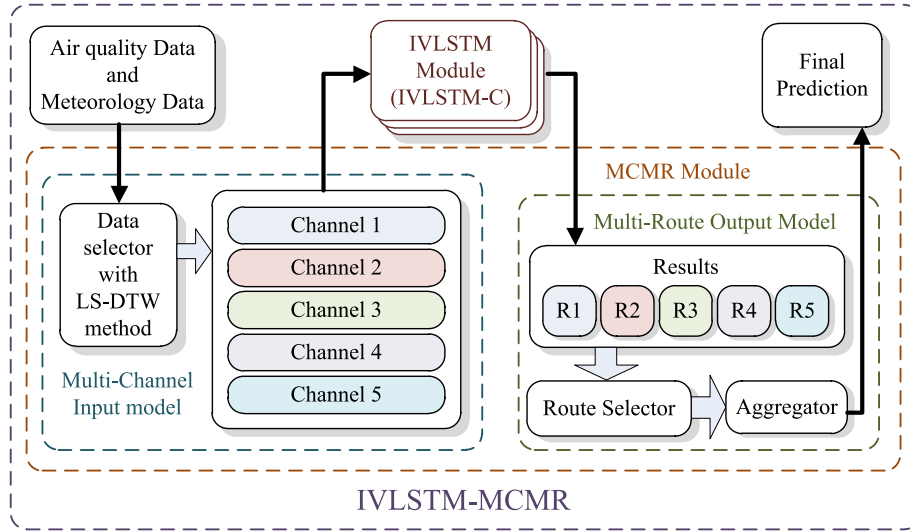 Air quality Data
and
Meteorology Data
IVLSTM
Module
(IVLSTM-C)
Final
Prediction
MCMR Module
Data
selector
with
LS-DTW
method
Channel 1
Channel 2
Channel 3
Channel 4
Channel 5
Multi-Channel
Input model
Multi-Route Output Model
Results
R1 R2 R3 R4 R5
Route Selector
Aggregator
IVLSTM-MCMR